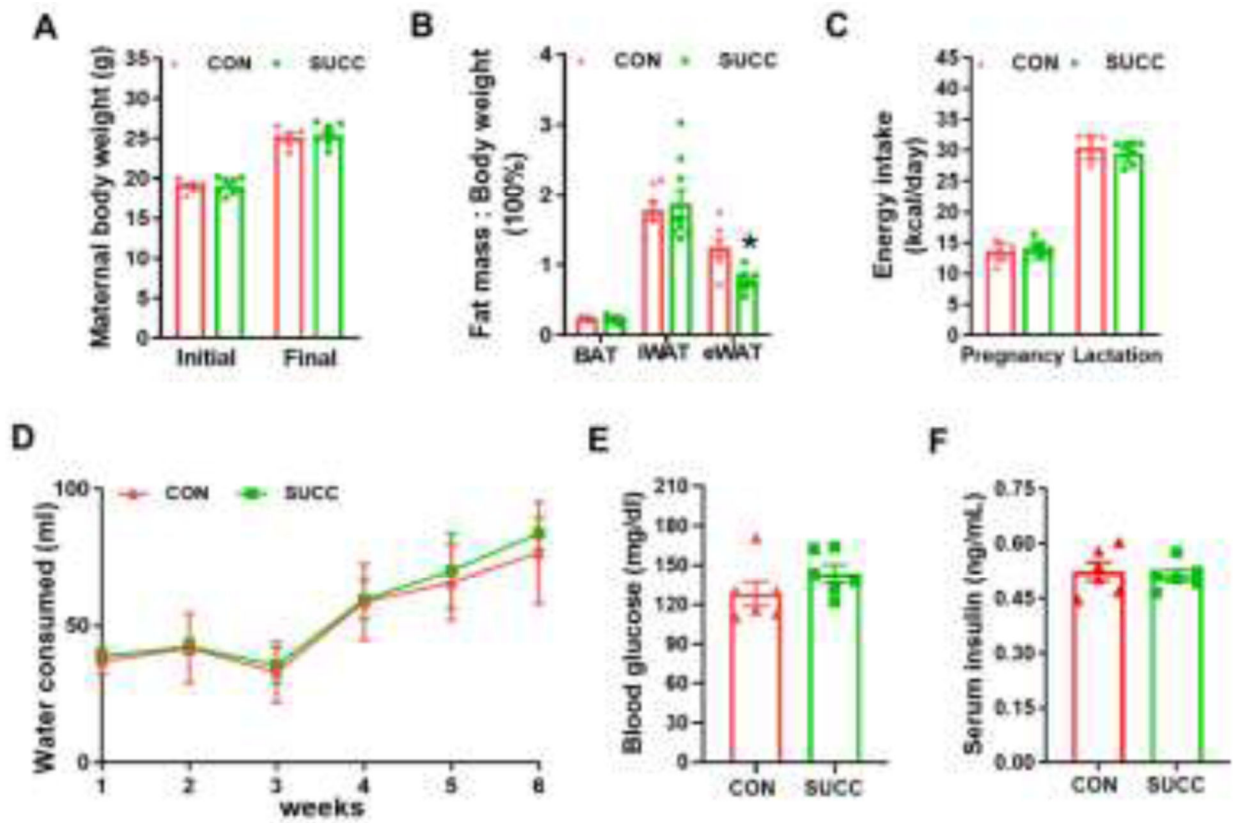 A
Maternal body weight (g)
CON SUCC
35
30
25
20
15
10
5
0
Initial Final
B
Fat mass : Body weight
(100%)
CON SUCC
4
3
2
1
0
BAT iWAT eWAT
*
C
Energy intake
(kcal/day)
CON SUCC
45
40
35
30
25
20
15
10
5
0
Pregnancy Lactation
D
Water consumed (ml)
CON SUCC
100
50
0
1 2 3 4 5 6
weeks
E
Blood glucose (mg/dl)
210
180
150
120
90
60
30
0
CON SUCC
F
Serum insulin (ng/mL)
0.75
0.60
0.45
0.30
0.15
0.00
CON SUCC